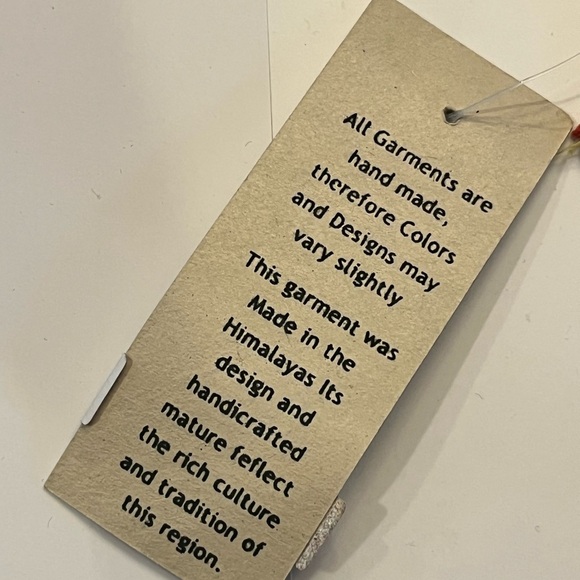 All Garments are
hand made,
therefore Colors
and Designs may
vary slightly
This garment was
Made in the
Himalayas Its
design and
handicrafted
mature feflect
the rich culture
and tradition of
this region.